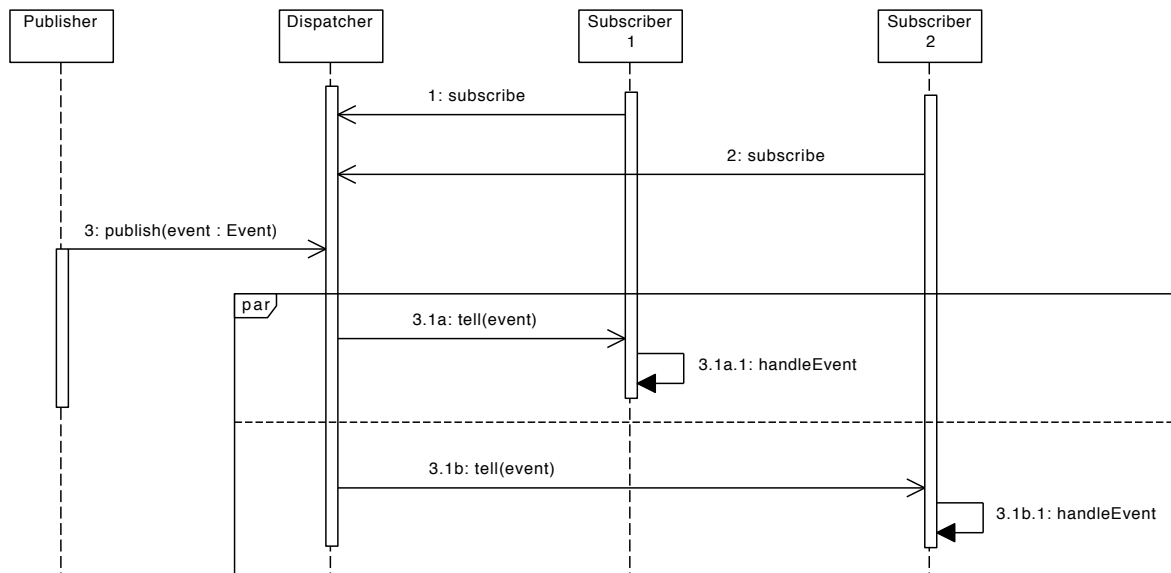 Publisher
Dispatcher
Subscriber
1
Subscriber
2
1: subscribe
2: subscribe
3: publish(event : Event)
par
3.1a: tell(event)
3.1a.1: handleEvent
3.1b: tell(event)
3.1b.1: handleEvent